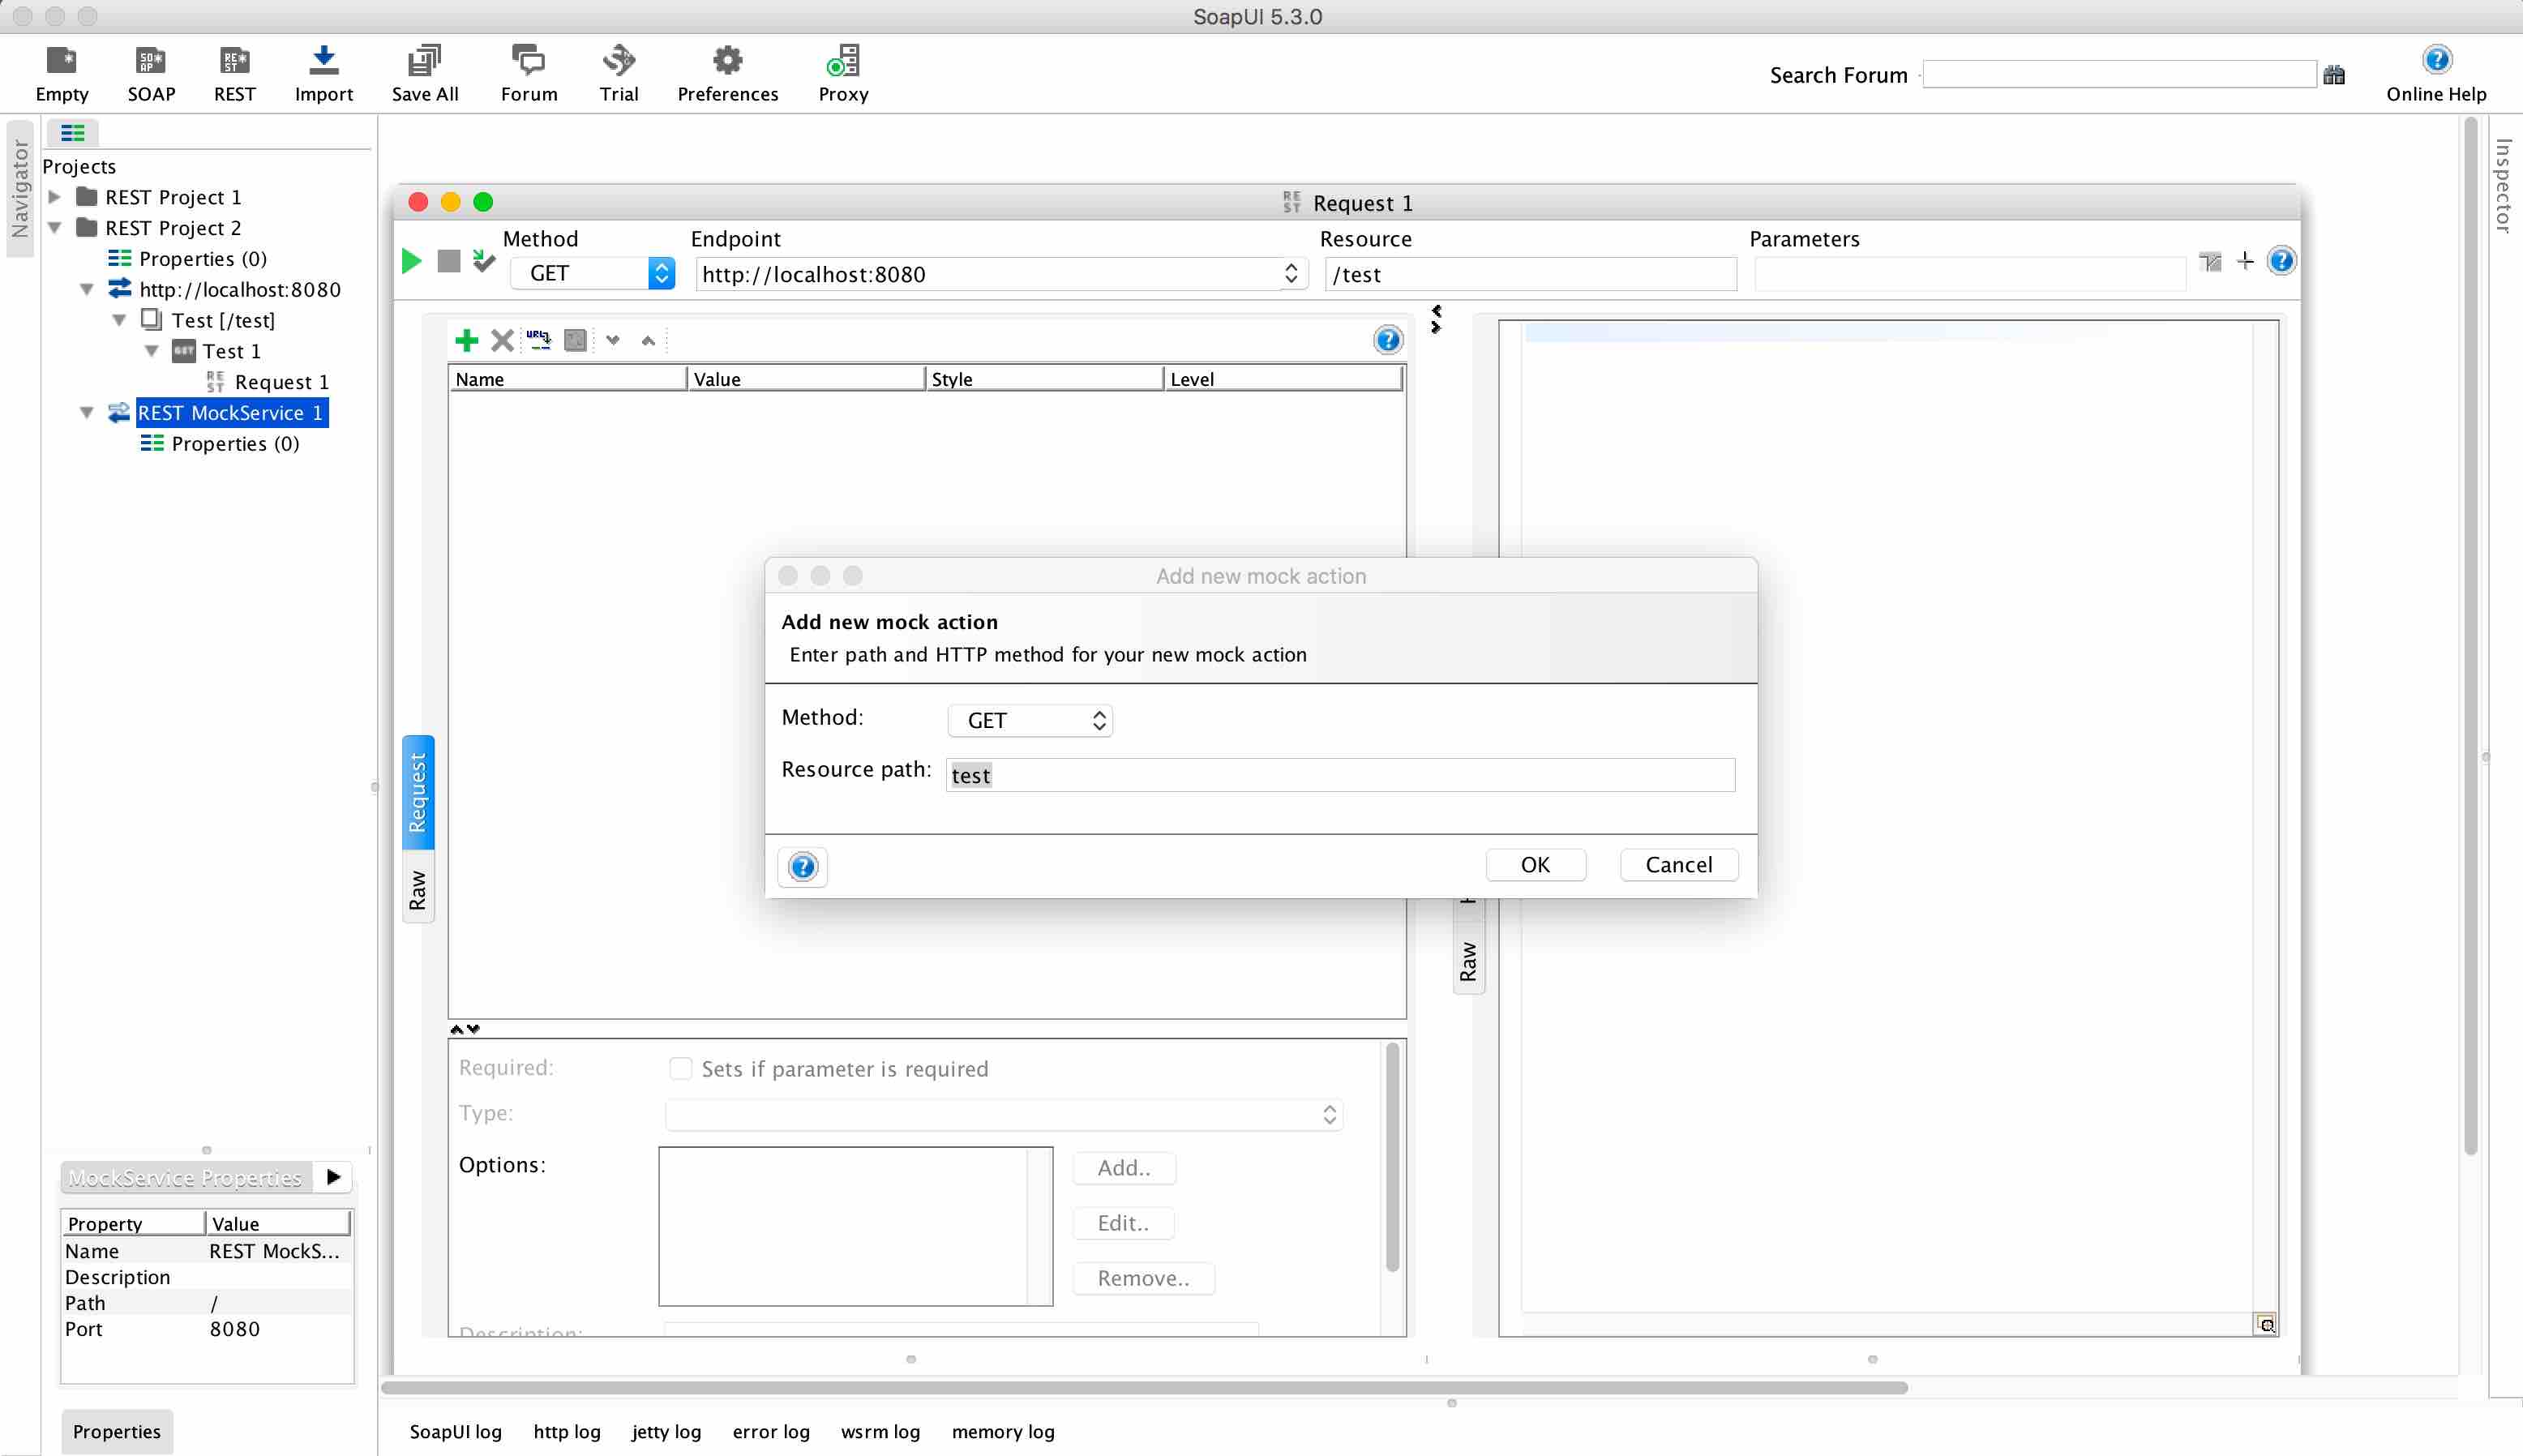 SoapUI 5.3.0
Empty
SOAP
REST
Import
Save All
Forum
Trial
Preferences
Proxy
Search Forum
Online Help
Navigator
Inspector
Projects
REST Project 1
REST Project 2
Properties (0)
http://localhost:8080
Test [/test]
Test 1
Request 1
REST MockService 1
Properties (0)
Request 1
Method
Endpoint
Resource
Parameters
GET
http://localhost:8080
/test
Name
Value
Style
Level
Add new mock action
Add new mock action
Enter path and HTTP method for your new mock action
Method:
GET
Resource path:
test
OK
Cancel
Request
Raw
Raw
Required:
Sets if parameter is required
Type:
Options:
Add..
Edit..
Remove..
Description:
MockService Properties
Property Value
Name REST MockS...
Description
Path /
Port 8080
Properties
SoapUI log
http log
jetty log
error log
wsrm log
memory log